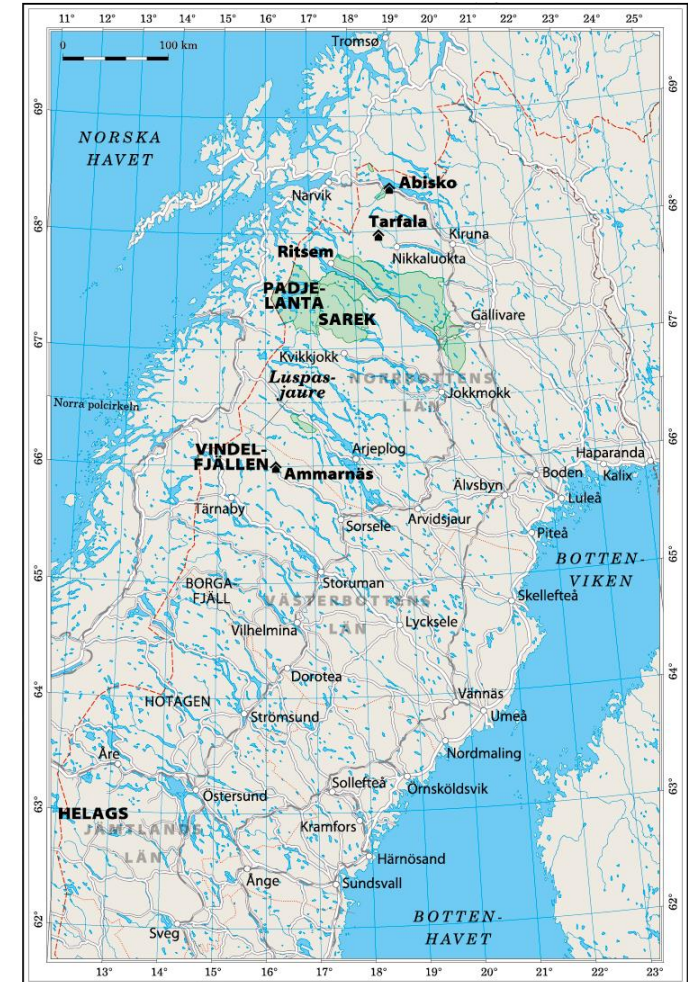 11° 12° 13° 14° 15° 16° 17° 18° 19° 20° 21° 22° 23° 24° 25°
0 100 km
Tromsø
69°
69°
NORSKA
HAVET
Abisko
Narvik
68°
68°
Tarfala
Kiruna
Ritsem
Nikkaluokta
PADJE-
LANTA
SAREK
Gällivare
67°
67°
Kvikkjokk
Luspas-
jaure
NORRBOTTENS
LÄN
Jokkmokk
Norra polcirkeln
VINDEL-
FJÄLLEN
Arjeplog
66°
66°
Haparanda
Ammarnäs
Boden
Kalix
Älvsbyn
Luleå
Tärnaby
Sorsele
Arvidsjaur
Piteå
BOTTEN-
VIKEN
65°
65°
BORGA-
FJÄLL
Storuman
VÄSTERBOTTENS
LÄN
Skellefteå
Vilhelmina
Lycksele
Dorotea
64°
64°
HOTAGEN
Vännäs
Strömsund
Umeå
Åre
Nordmaling
Sollefteå
Örnsköldsvik
Östersund
63°
63°
HELAGS
JÄMTLANDS
LÄN
Kramfors
Härnösand
Ånge
Sundsvall
62°
62°
Sveg
BOTTEN-
HAVET
13° 14° 15° 16° 17° 18° 19° 20° 21° 22° 23°